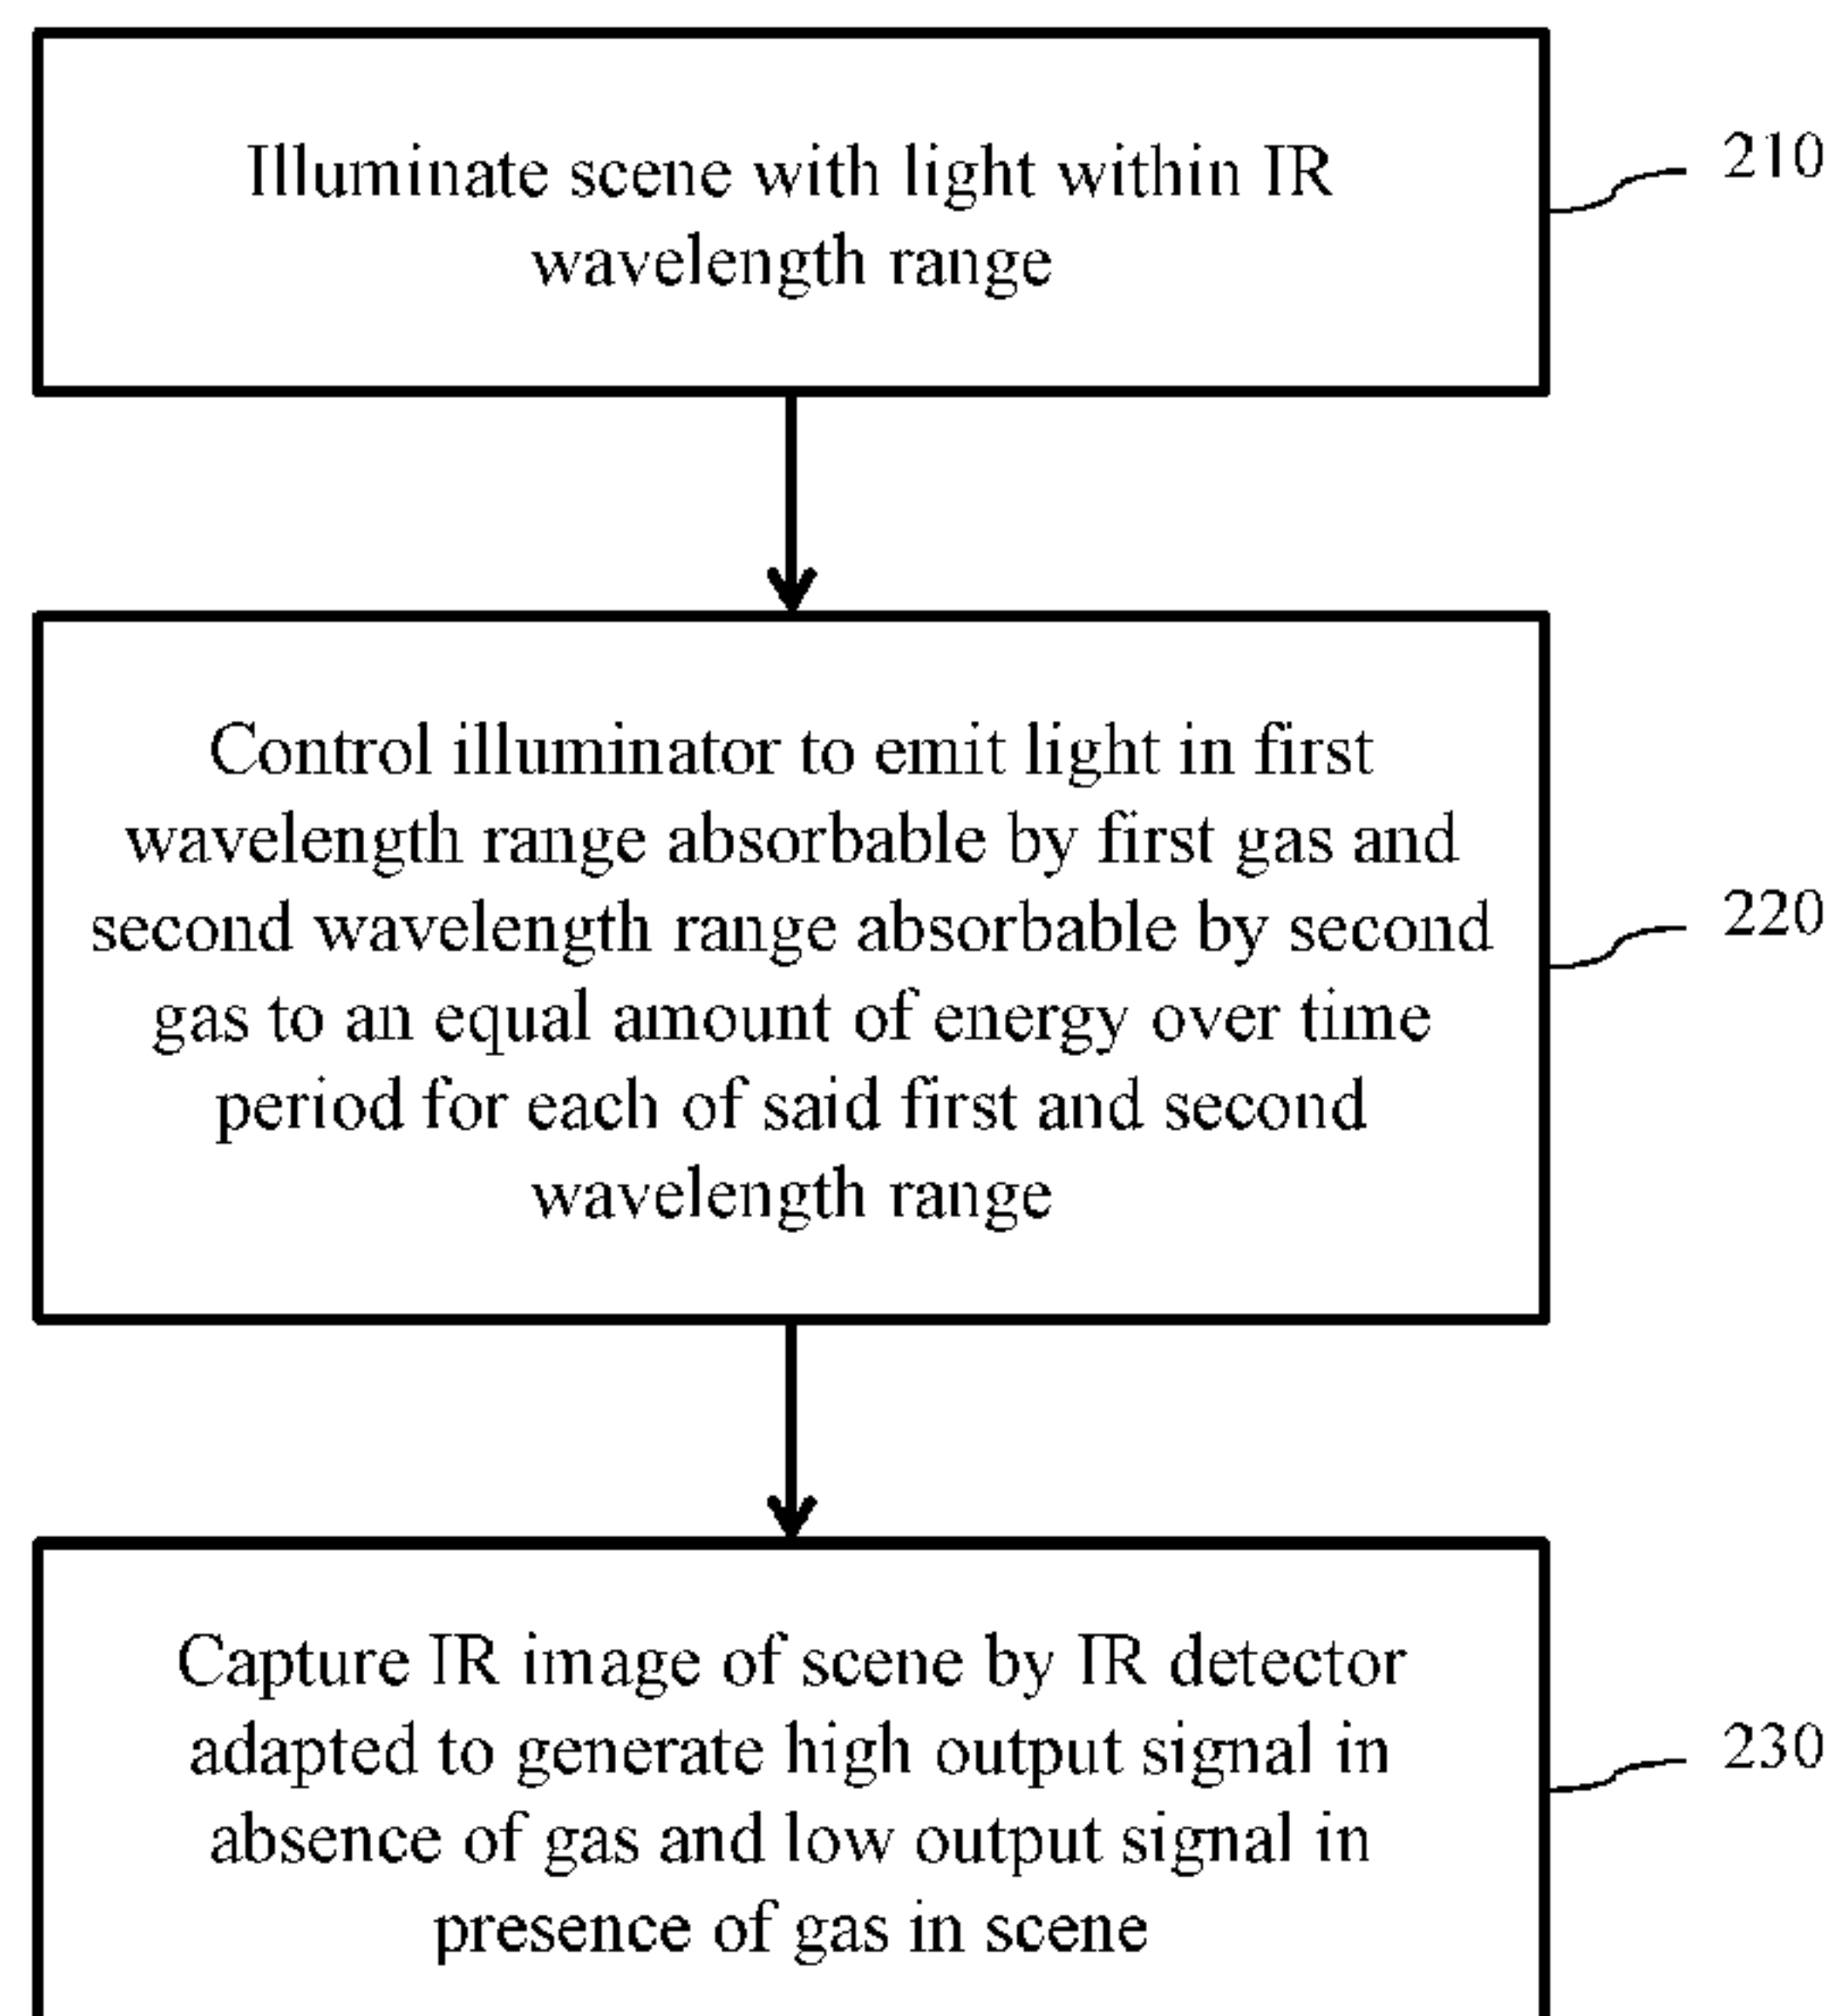 Illuminate scene with light within IR
wavelength range
210
Control illuminator to emit light in first
wavelength range absorbable by first gas and
second wavelength range absorbable by second
gas to an equal amount of energy over time
period for each of said first and second
wavelength range
220
Capture IR image of scene by IR detector
adapted to generate high output signal in
absence of gas and low output signal in
presence of gas in scene
230